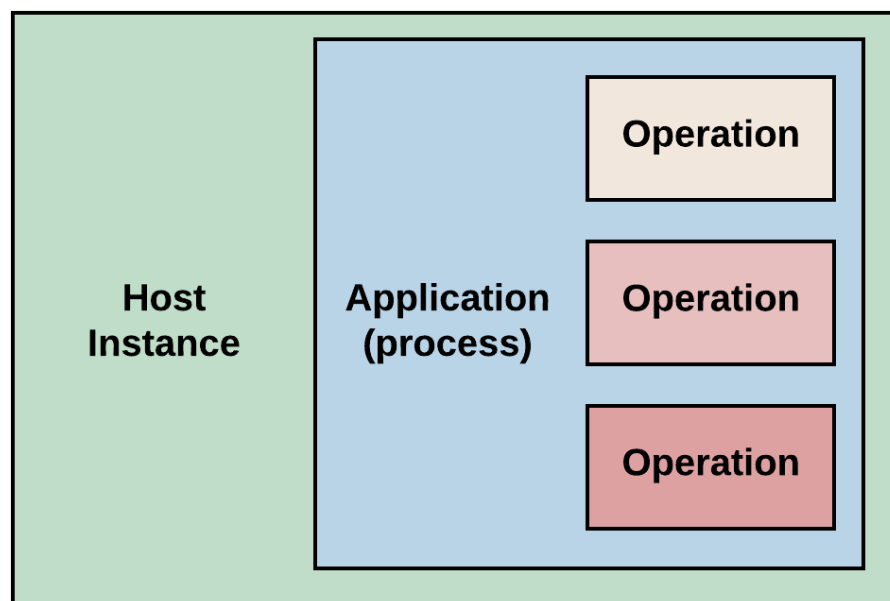 Host
Instance
Application
(process)
Operation
Operation
Operation